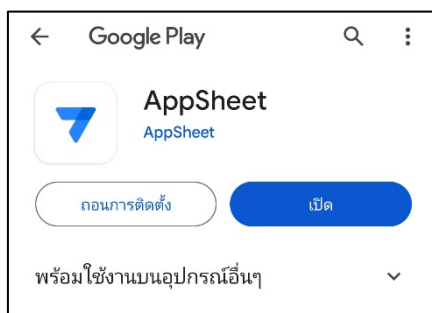 Google Play
AppSheet
AppSheet
ถอนการติดตั้ง
เปิด
พร้อมใช้งานบนอุปกรณ์อื่นๆ